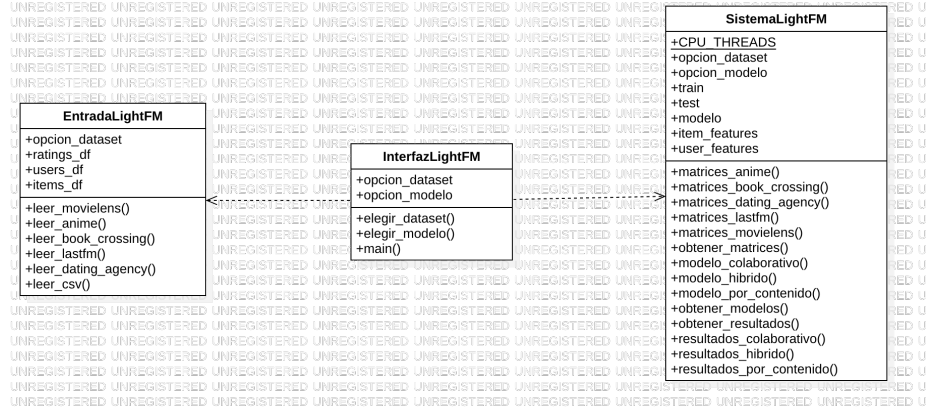 EntradaLightFM
+opcion_dataset
+ratings_df
+users_df
+items_df
+leer_movielens()
+leer_anime()
+leer_book_crossing()
+leer_lastfm()
+leer_dating_agency()
+leer_csv()
InterfazLightFM
+opcion_dataset
+opcion_modelo
+elegir_dataset()
+elegir_modelo()
+main()
SistemaLightFM
+CPU_THREADS
+opcion_dataset
+opcion_modelo
+train
+test
+modelo
+item_features
+user_features
+matrices_anime()
+matrices_book_crossing()
+matrices_dating_agency()
+matrices_lastfm()
+matrices_movielens()
+obtener_matrices()
+modelo_colaborativo()
+modelo_hibrido()
+modelo_por_contenido()
+obtener_modelos()
+obtener_resultados()
+resultados_colaborativo()
+resultados_hibrido()
+resultados_por_contenido()
UNREGISTERED